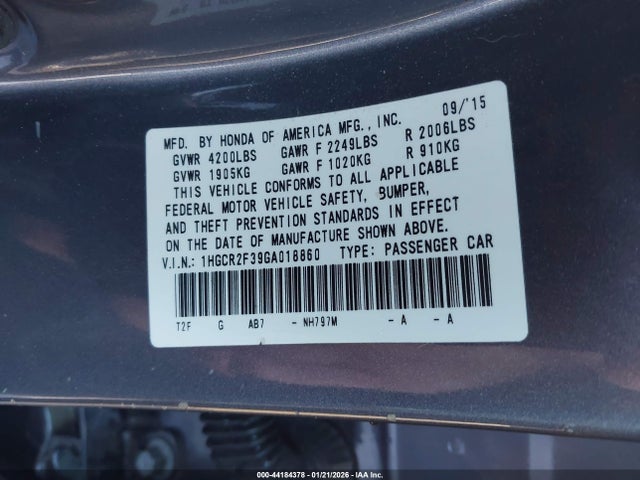 MFD. BY HONDA OF AMERICA MFG., INC. 09/'15
GVWR 4200LBS GAWR F 2249LBS R 2006LBS
GVWR 1905KG GAWR F 1020KG R 910KG
THIS VEHICLE CONFORMS TO ALL APPLICABLE
FEDERAL MOTOR VEHICLE SAFETY, BUMPER,
AND THEFT PREVENTION STANDARDS IN EFFECT
ON THE DATE OF MANUFACTURE SHOWN ABOVE.
V.I.N.: 1HGCR2F39GA018860 TYPE: PASSENGER CAR
T2F G AB7 - NH797M - A - A
000-44184378 - 01/21/2026 - IAA Inc.